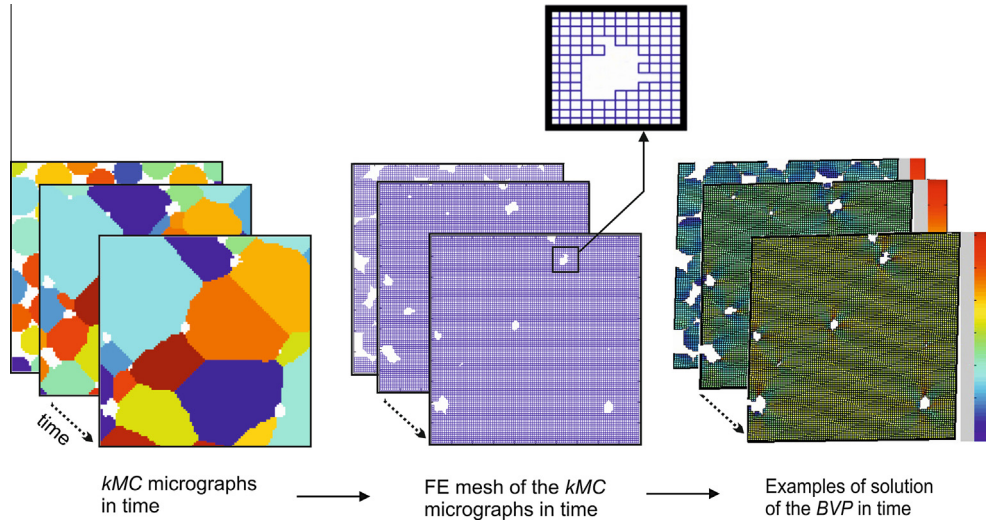 time
kMC micrographs
in time
FE mesh of the kMC
micrographs in time
Examples of solution
of the BVP in time